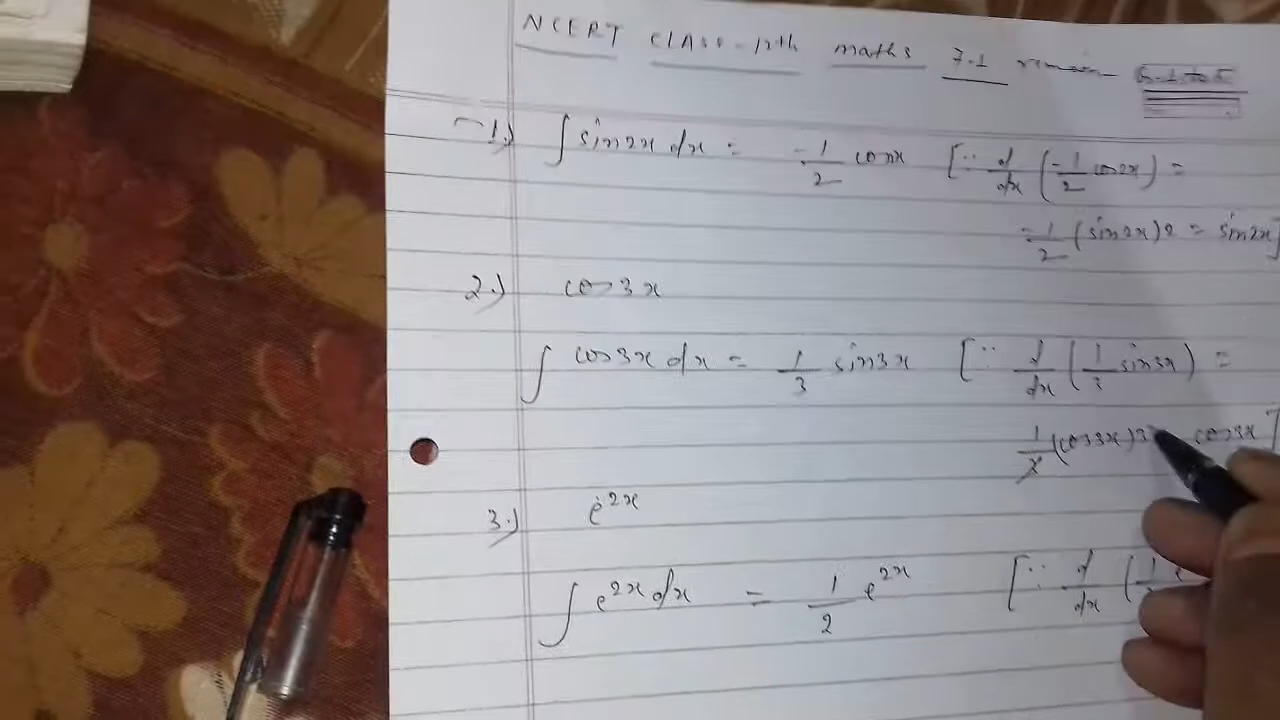 NCERT CLASS-12th maths 7.1 remain
1.) ∫ sin2x dx = -1/2 cos2x [∵ d/dx (-1/2 cos2x) =
-1/2 (sin2x)2 = sin2x]
2.) cos3x
∫ cos3x dx = 1/3 sin3x [∵ d/dx (1/3 sin3x) =
1/3 (cos3x)3 cos3x]
3.) e^2x
∫ e^2x dx = 1/2 e^2x [∵ d/dx (1/